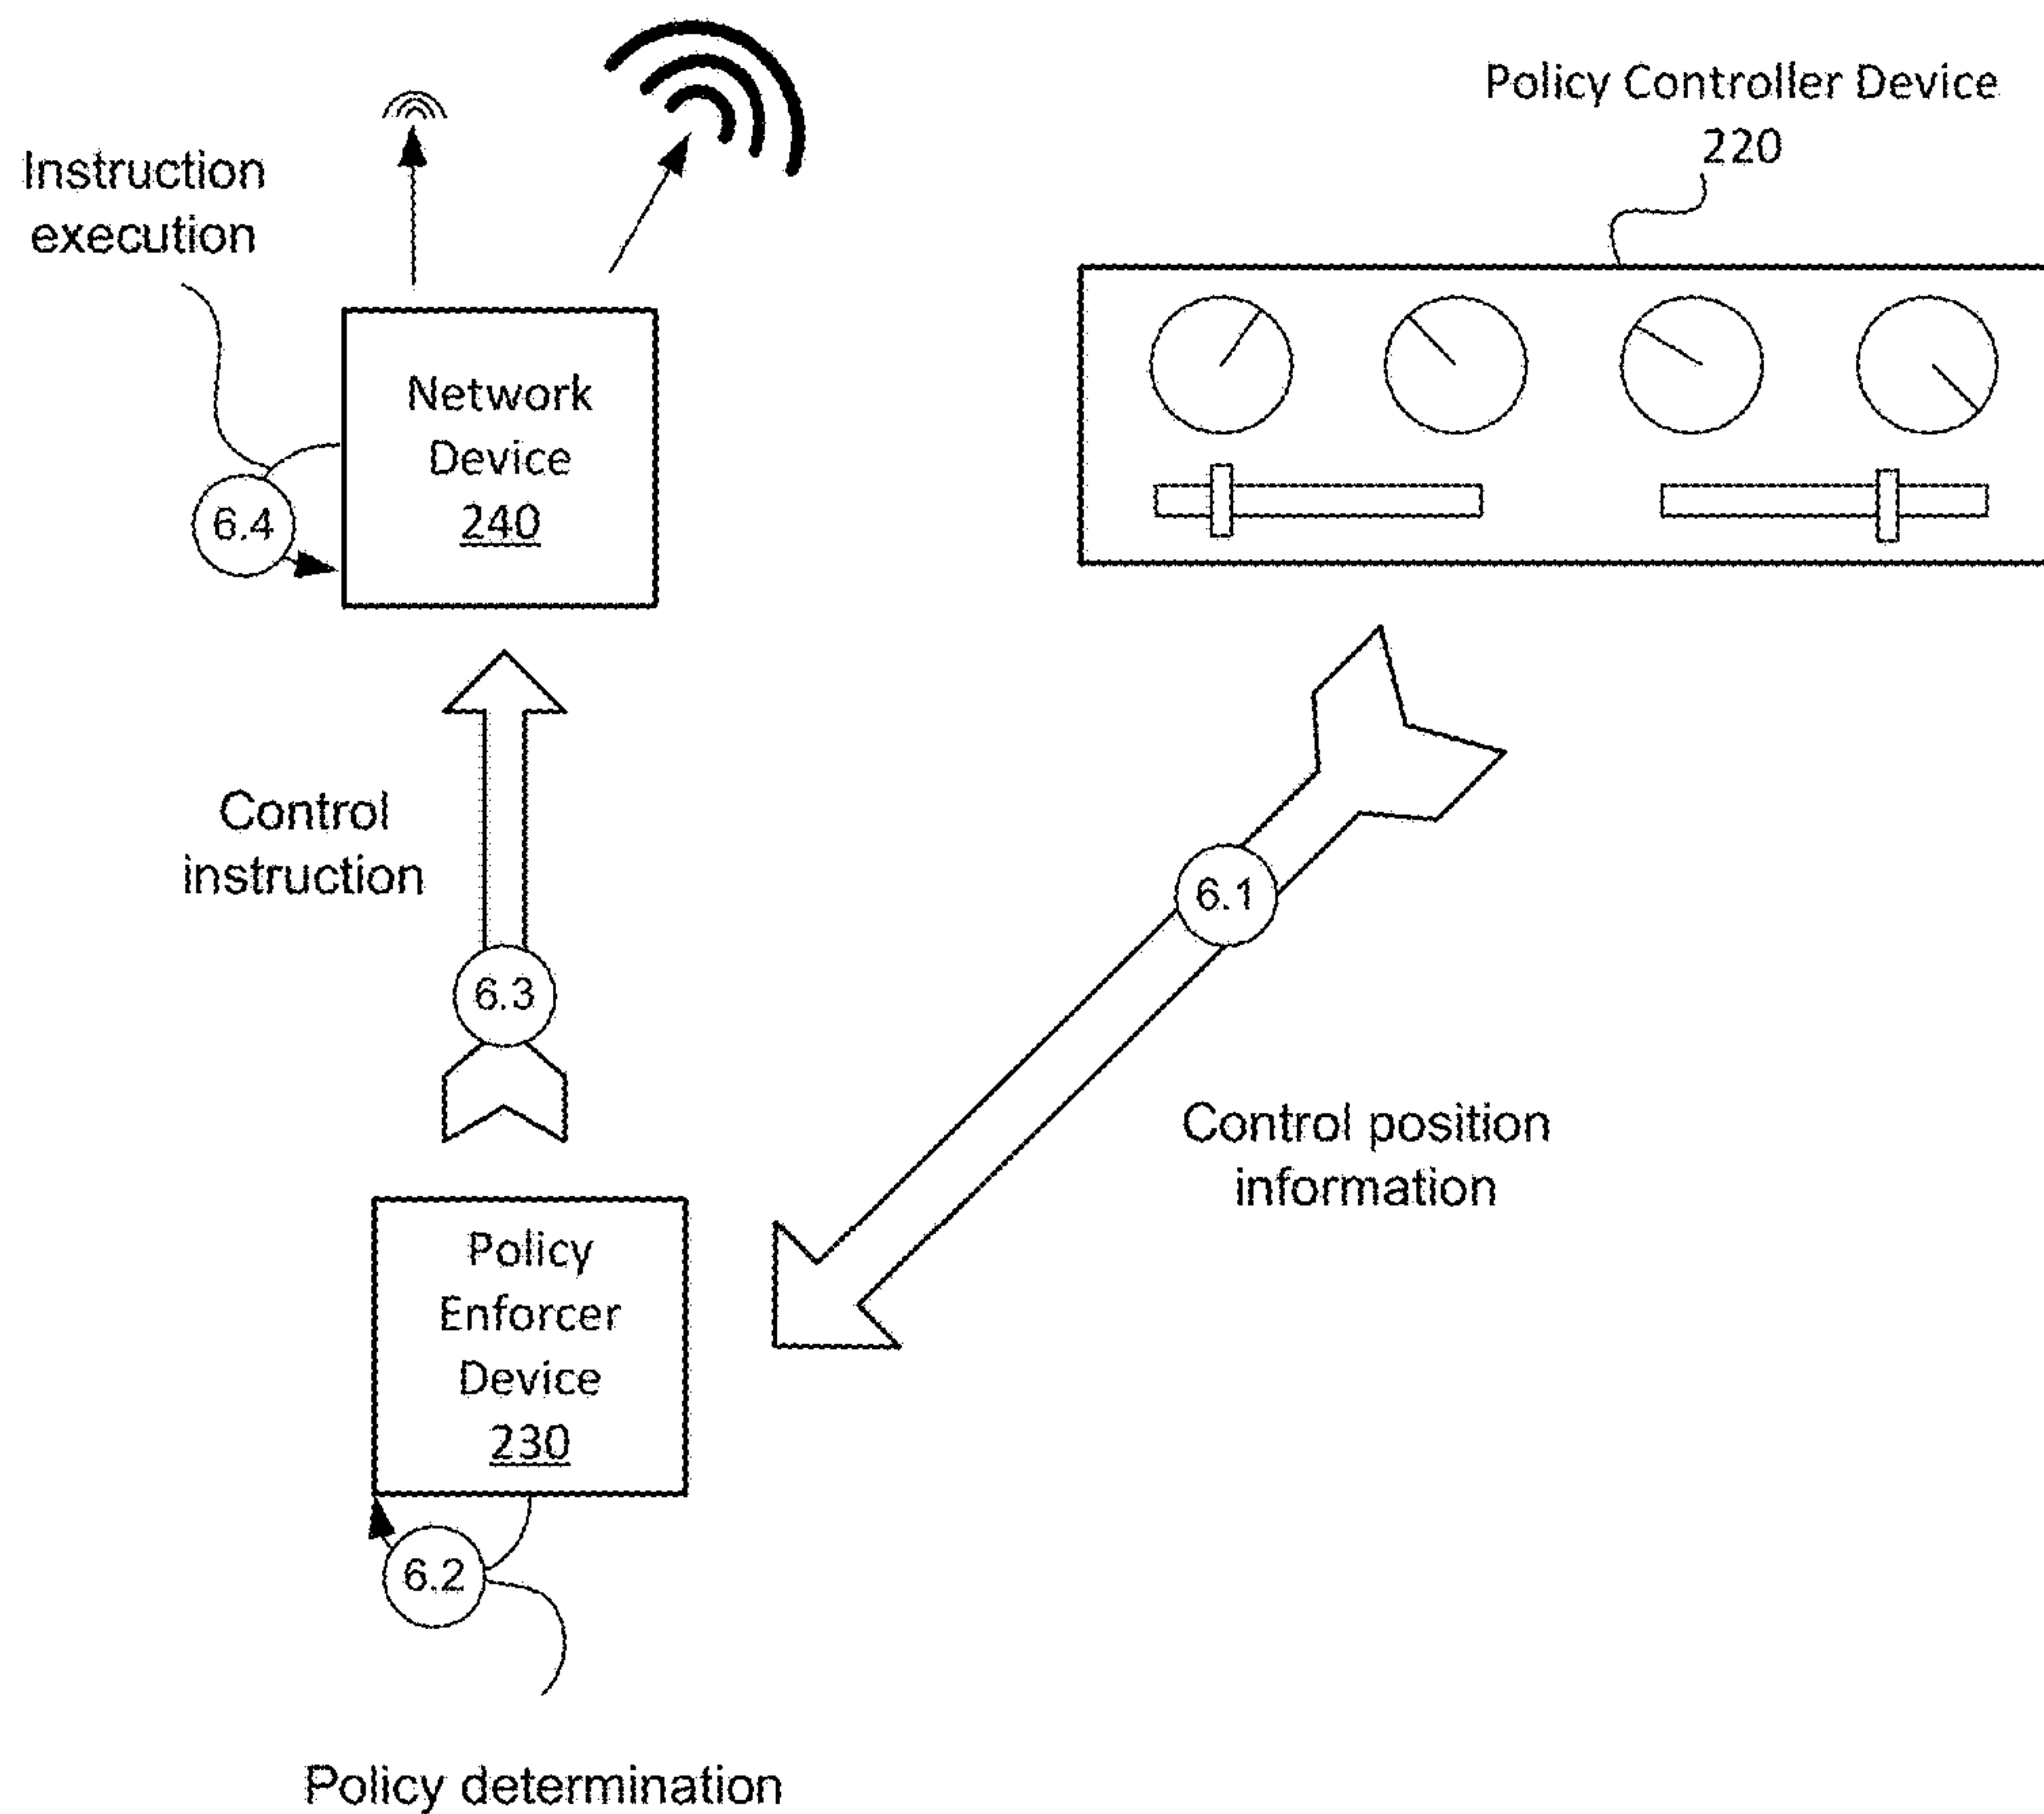 Policy Controller Device
220
Instruction
execution
Network
Device
240
6.4
Control
instruction
6.3
6.1
Control position
information
Policy
Enforcer
Device
230
6.2
Policy determination